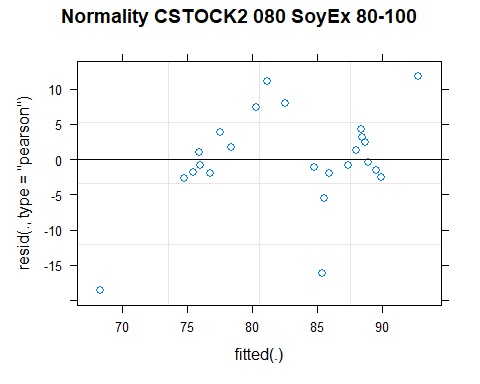 Normality CSTOCK2 080 SoyEx 80-100
resid(., type = "pearson")
10
5
0
-5
-10
-15
70 75 80 85 90
fitted(.)